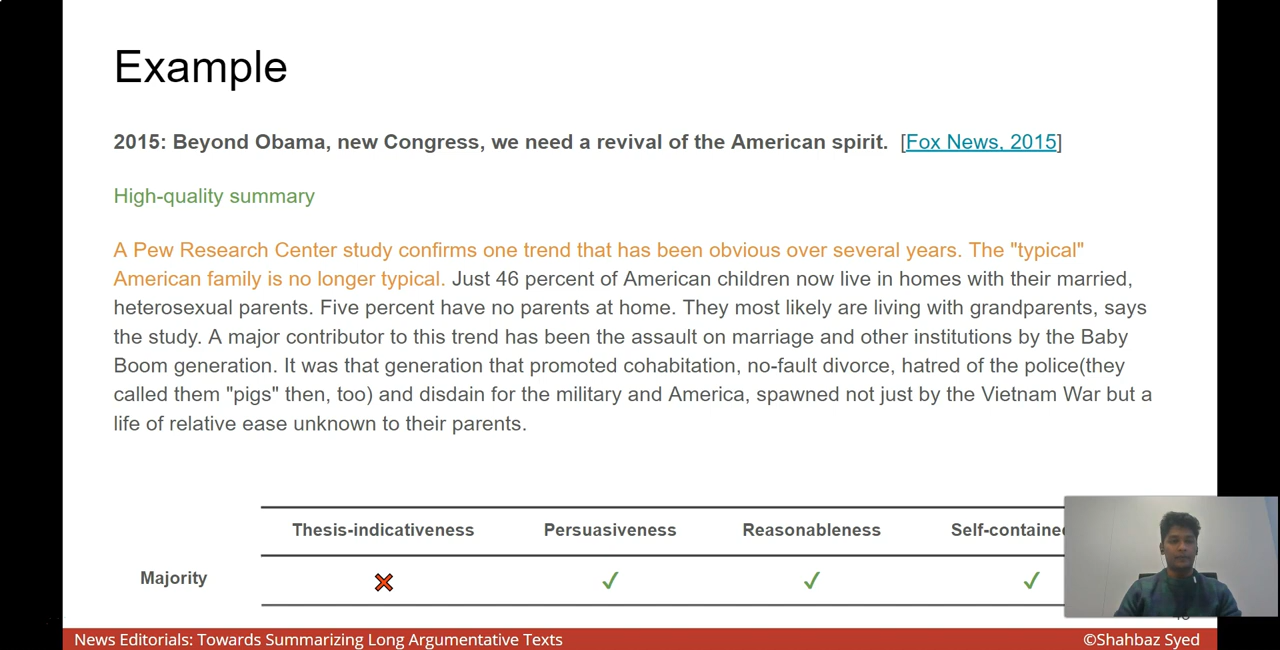 Example
2015: Beyond Obama, new Congress, we need a revival of the American spirit. [Fox News, 2015]
High-quality summary
A Pew Research Center study confirms one trend that has been obvious over several years. The "typical"
American family is no longer typical. Just 46 percent of American children now live in homes with their married,
heterosexual parents. Five percent have no parents at home. They most likely are living with grandparents, says
the study. A major contributor to this trend has been the assault on marriage and other institutions by the Baby
Boom generation. It was that generation that promoted cohabitation, no-fault divorce, hatred of the police(they
called them "pigs" then, too) and disdain for the military and America, spawned not just by the Vietnam War but a
life of relative ease unknown to their parents.
Thesis-indicativeness Persuasiveness Reasonableness
Majority
News Editorials: Towards Summarizing Long Argumentative Texts ©Shahbaz Syed